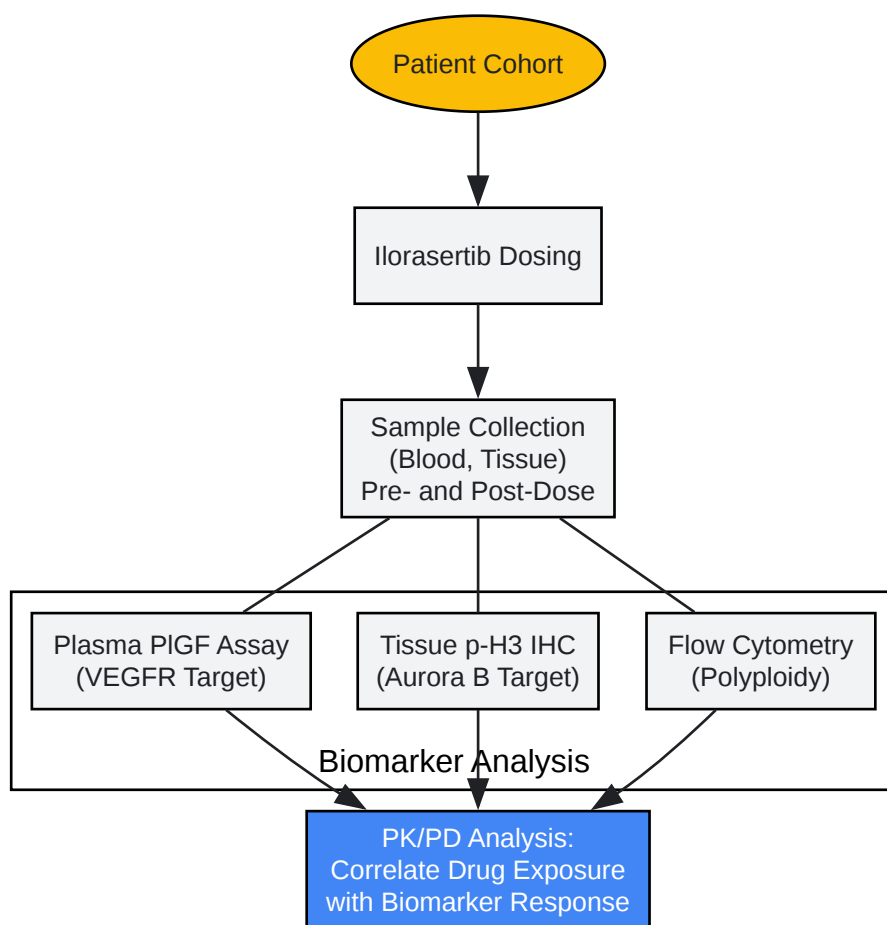 Patient Cohort
Ilorasertib Dosing
Sample Collection
(Blood, Tissue)
Pre- and Post-Dose
Plasma PlGF Assay
(VEGFR Target)
Tissue p-H3 IHC
(Aurora B Target)
Flow Cytometry
(Polyploidy)
Biomarker Analysis
PK/PD Analysis:
Correlate Drug Exposure
with Biomarker Response